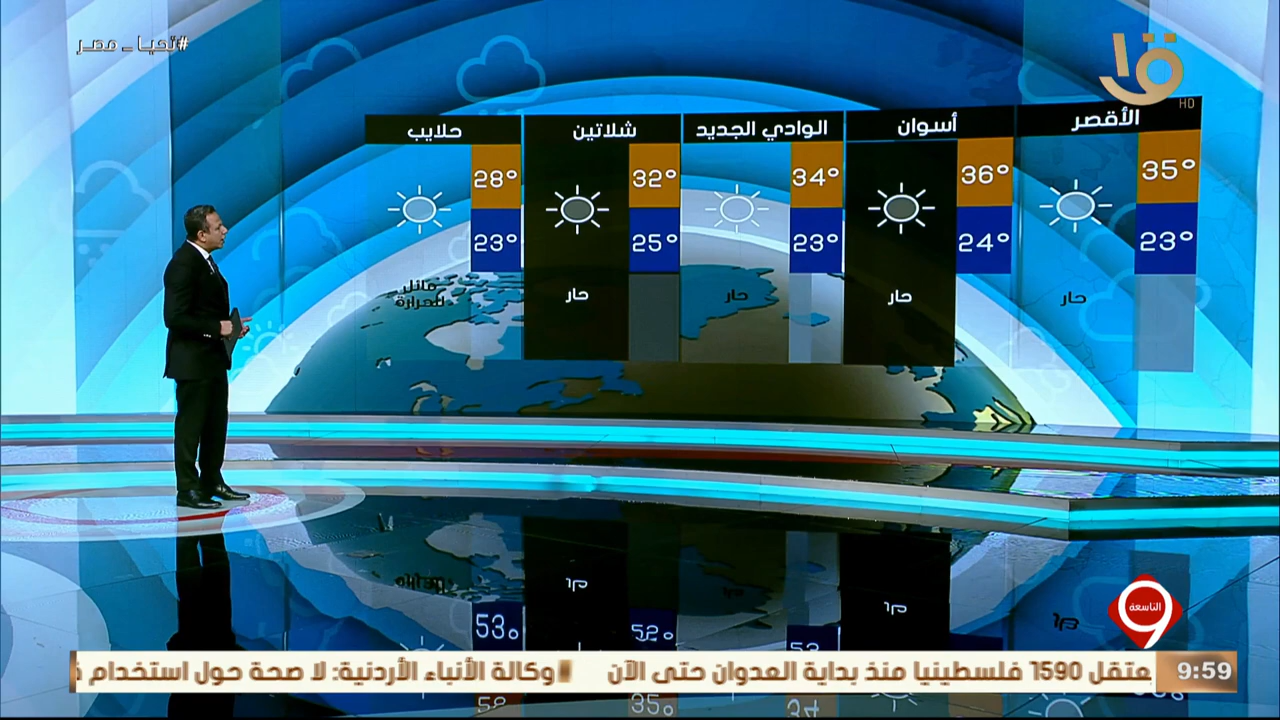 #تحيا_مصر
HD
الأقصر
35°
23°
حار
أسوان
36°
24°
حار
الوادي الجديد
34°
23°
حار
شلاتين
32°
25°
حار
حلايب
28°
23°
مائل
للحرارة
التاسعة
9
9:59
يعتقل 1590 فلسطينيا منذ بداية العدوان حتى الآن
وكالة الأنباء الأردنية: لا صحة حول استخدام